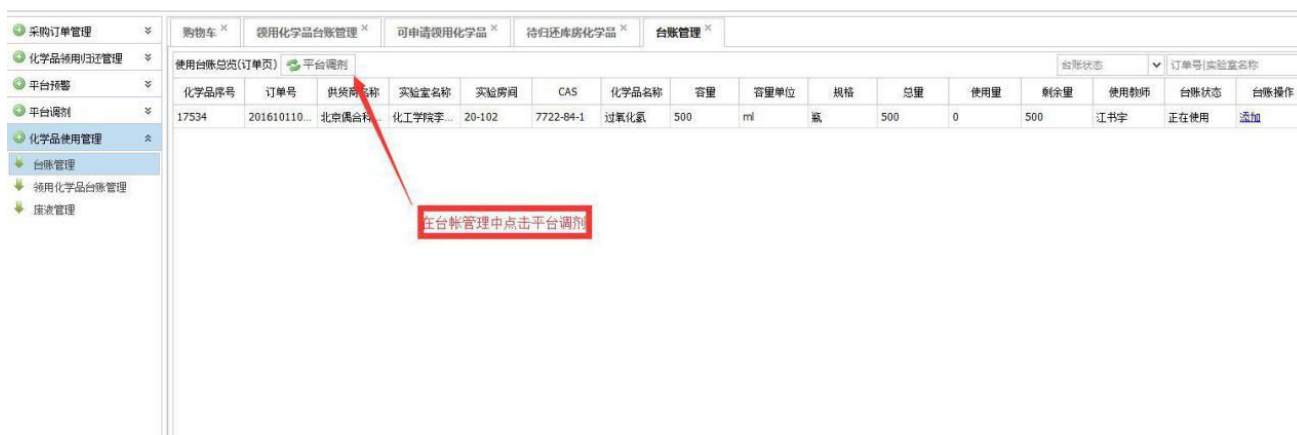 采购订单管理
化学品领用归还管理
平台预警
平台调剂
化学品使用管理
台账管理
领用化学品台账管理
废液管理
购物车 × 领用化学品台账管理 × 可申请领用化学品 × 待归还库房化学品 × 台账管理 ×
使用台账总览(订单页) 平台调剂 台账状态 订单号|实验室名称
化学品序号 订单号 供货商名称 实验室名称 实验房间 CAS 化学品名称 容量 容量单位 规格 总量 使用量 剩余量 使用教师 台账状态 台账操作
17534 201610110... 北京偶合科... 化工学院李... 20-102 7722-84-1 过氧化氢 500 ml 瓶 500 0 500 江书宇 正在使用 添加
在台帐管理中点击平台调剂